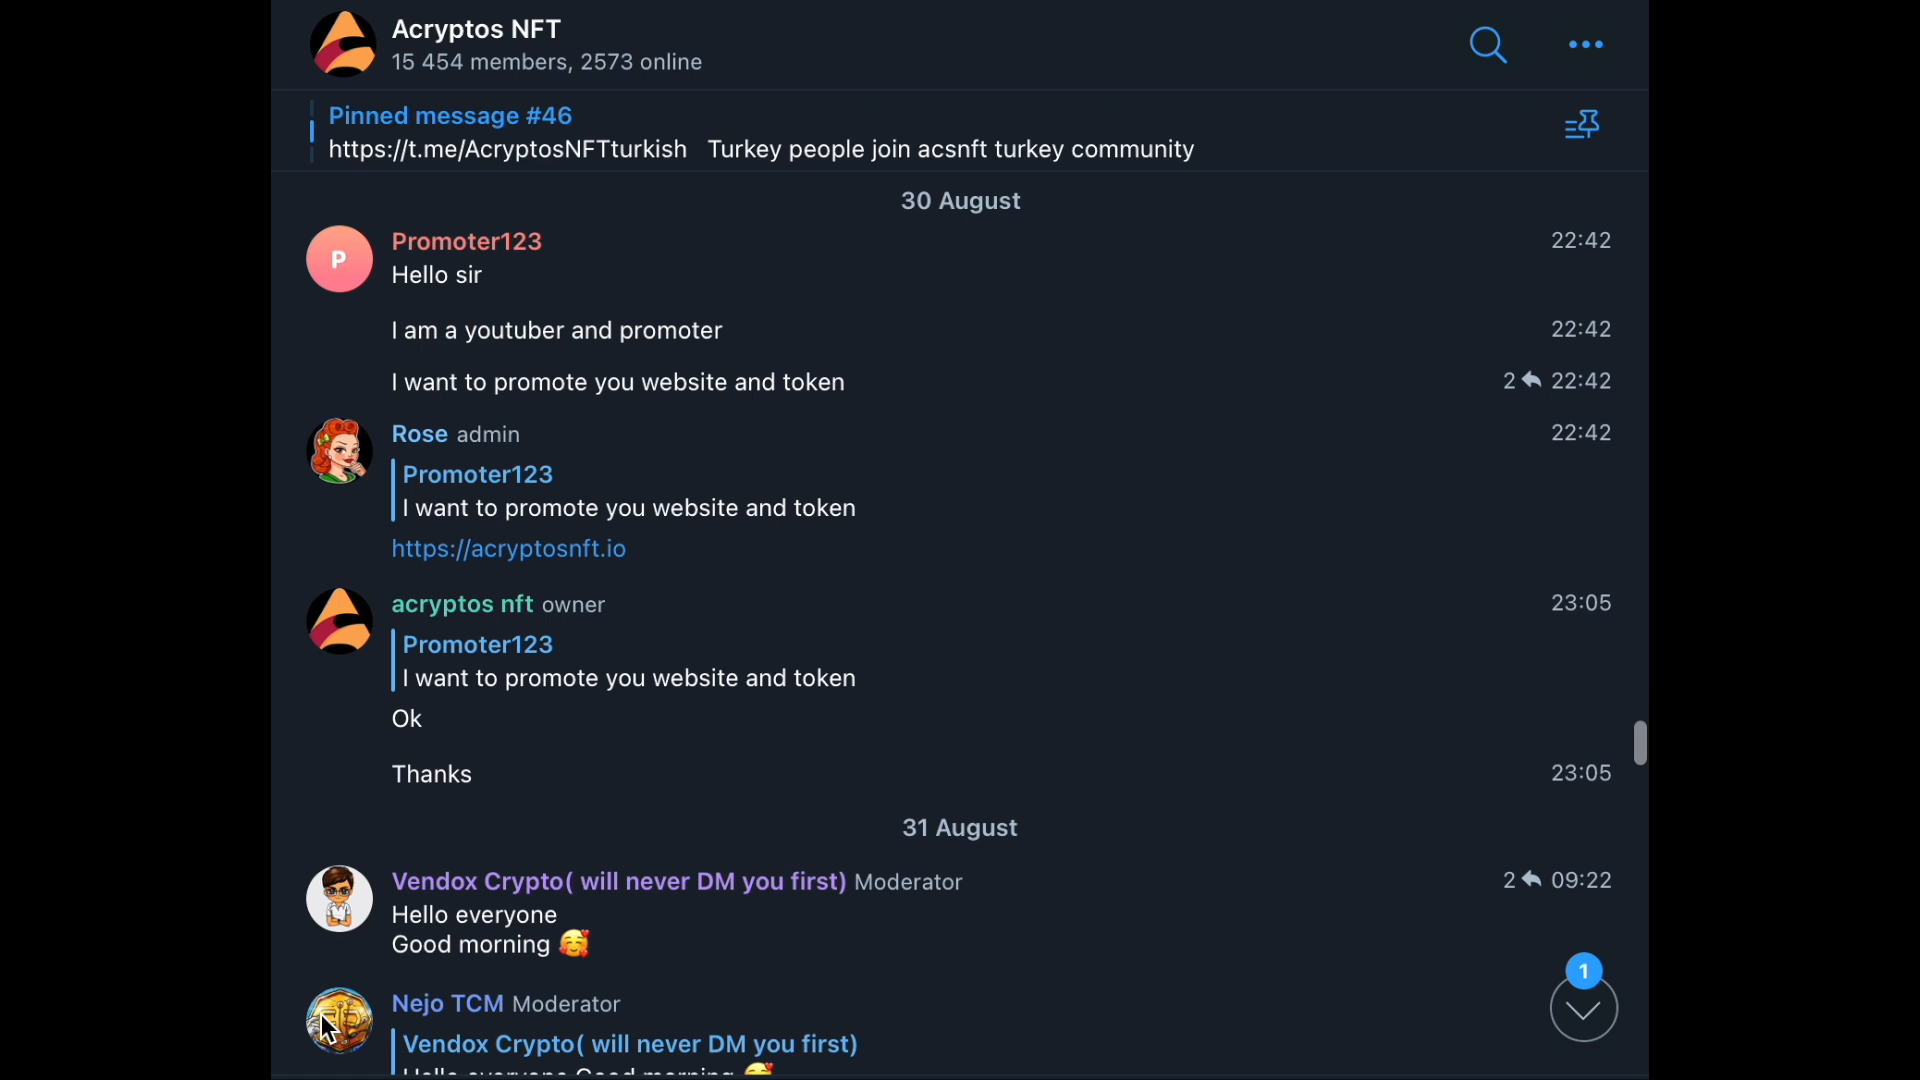 Acryptos NFT
15 454 members, 2573 online
Pinned message #46
https://t.me/AcryptosNFTturkish Turkey people join acsnft turkey community
30 August
P
Promoter123 22:42
Hello sir
I am a youtuber and promoter 22:42
I want to promote you website and token 2 22:42
Rose admin 22:42
Promoter123
I want to promote you website and token
https://acryptosnft.io
acryptos nft owner 23:05
Promoter123
I want to promote you website and token
Ok
Thanks 23:05
31 August
Vendox Crypto( will never DM you first) Moderator 2 09:22
Hello everyone
Good morning 🥰
1
Nejo TCM Moderator
Vendox Crypto( will never DM you first)
Hello everyone Good morning 🥰